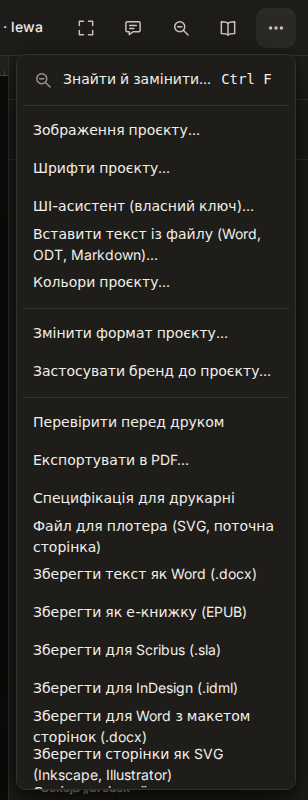 · Iewa
Знайти й замінити... Ctrl F
Зображення проєкту...
Шрифти проєкту...
ШІ-асистент (власний ключ)...
Вставити текст із файлу (Word,
ODT, Markdown)...
Кольори проєкту...
Змінити формат проєкту...
Застосувати бренд до проєкту...
Перевірити перед друком
Експортувати в PDF...
Специфікація для друкарні
Файл для плотера (SVG, поточна
сторінка)
Зберегти текст як Word (.docx)
Зберегти як е-книжку (EPUB)
Зберегти для Scribus (.sla)
Зберегти для InDesign (.idml)
Зберегти для Word з макетом
сторінок (.docx)
Зберегти сторінки як SVG
(Inkscape, Illustrator)